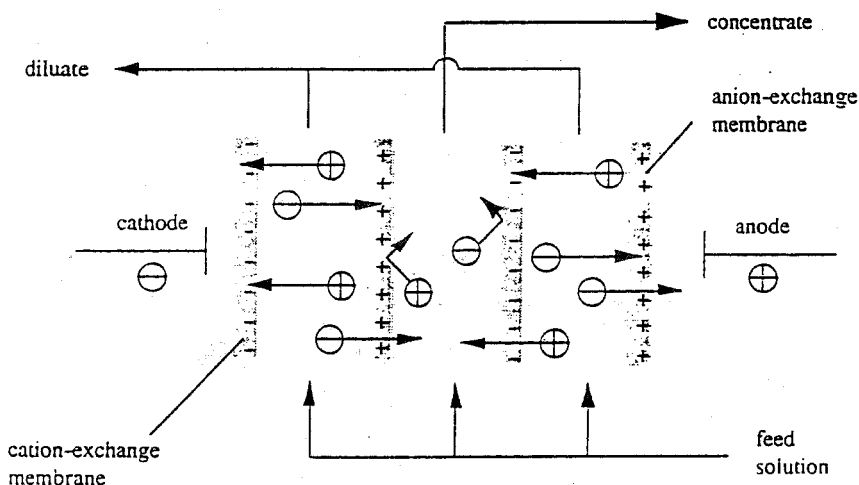 concentrate
diluate
anion-exchange
membrane
cathode
anode
cation-exchange
membrane
feed
solution